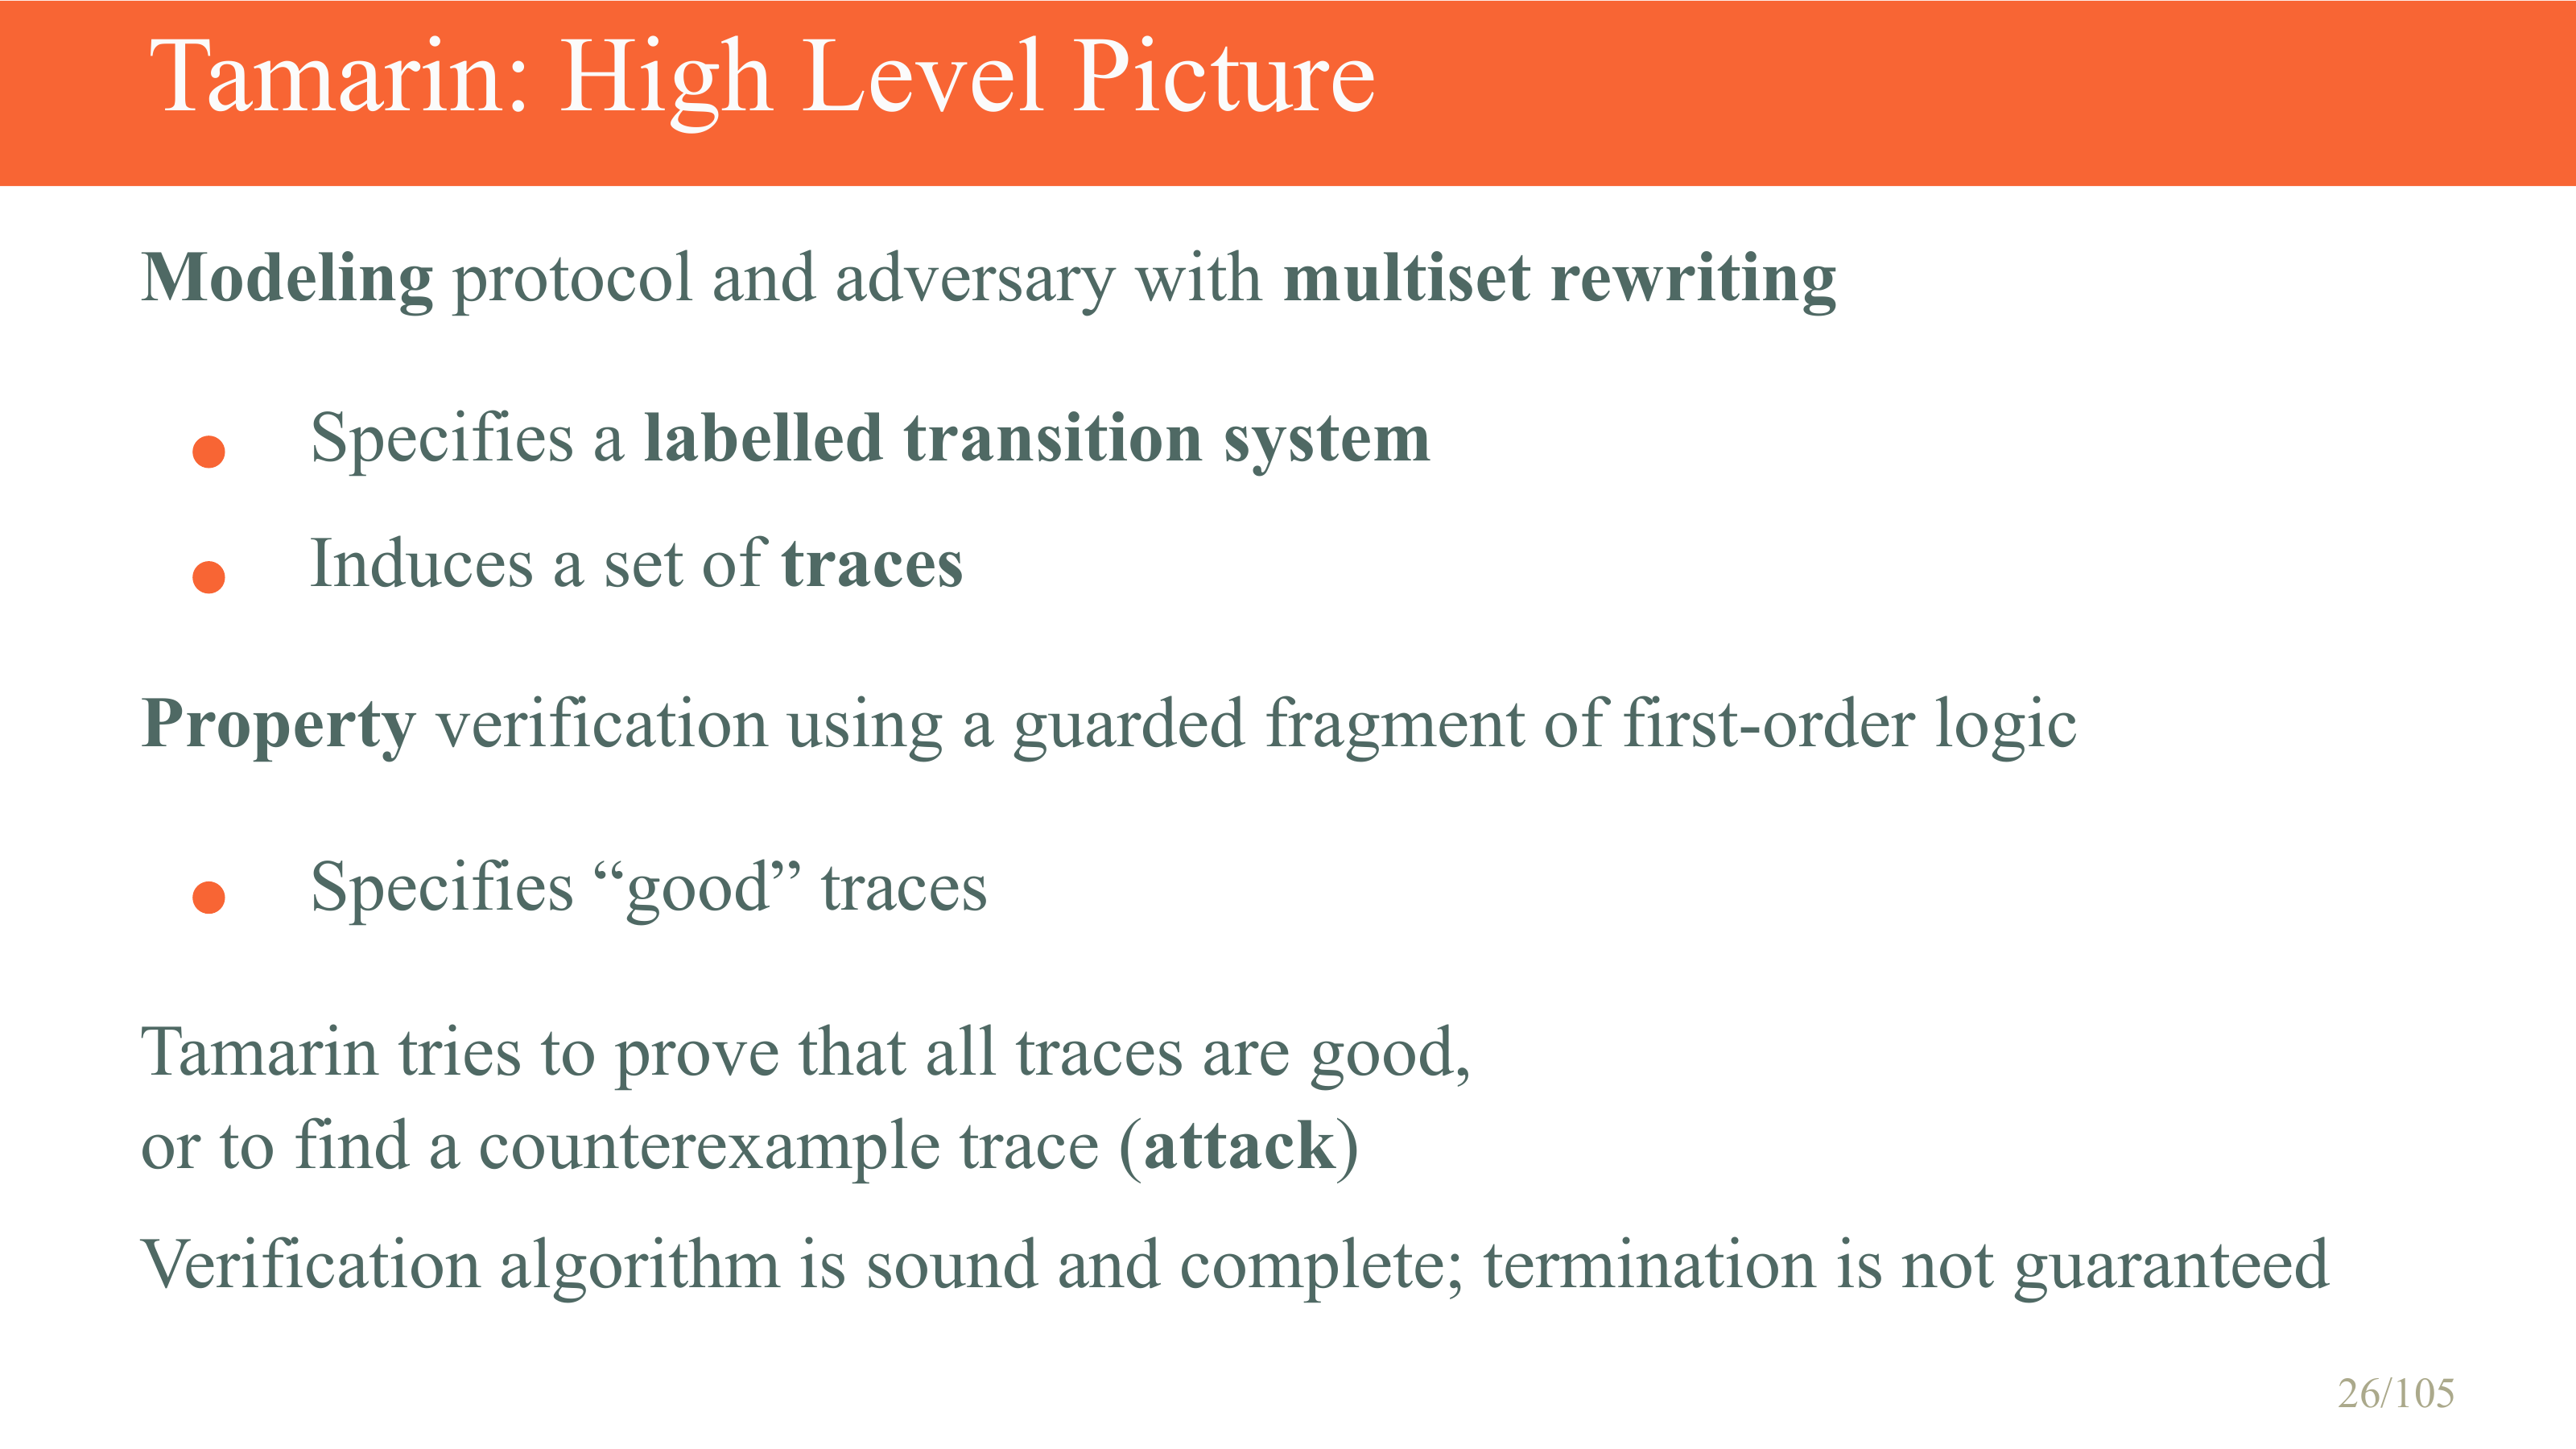 Tamarin: High Level Picture
Modeling protocol and adversary with multiset rewriting
● Specifies a labelled transition system
● Induces a set of traces
Property verification using a guarded fragment of first-order logic
● Specifies “good” traces
Tamarin tries to prove that all traces are good,
or to find a counterexample trace (attack)
Verification algorithm is sound and complete; termination is not guaranteed
26/105